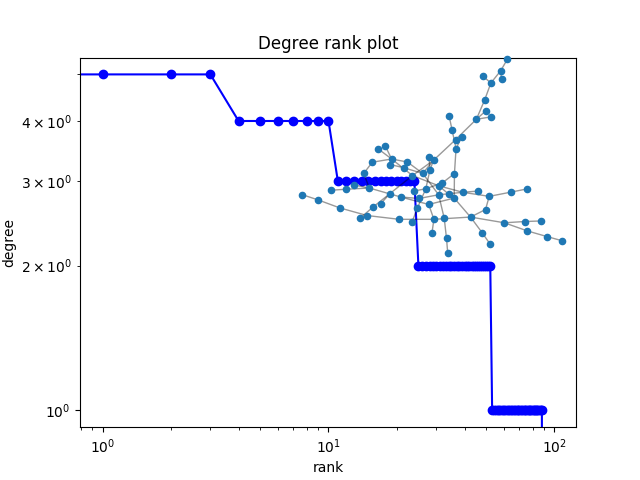 Degree rank plot
degree
4 × 10⁰
3 × 10⁰
2 × 10⁰
10⁰
10⁰
10¹
10²
rank